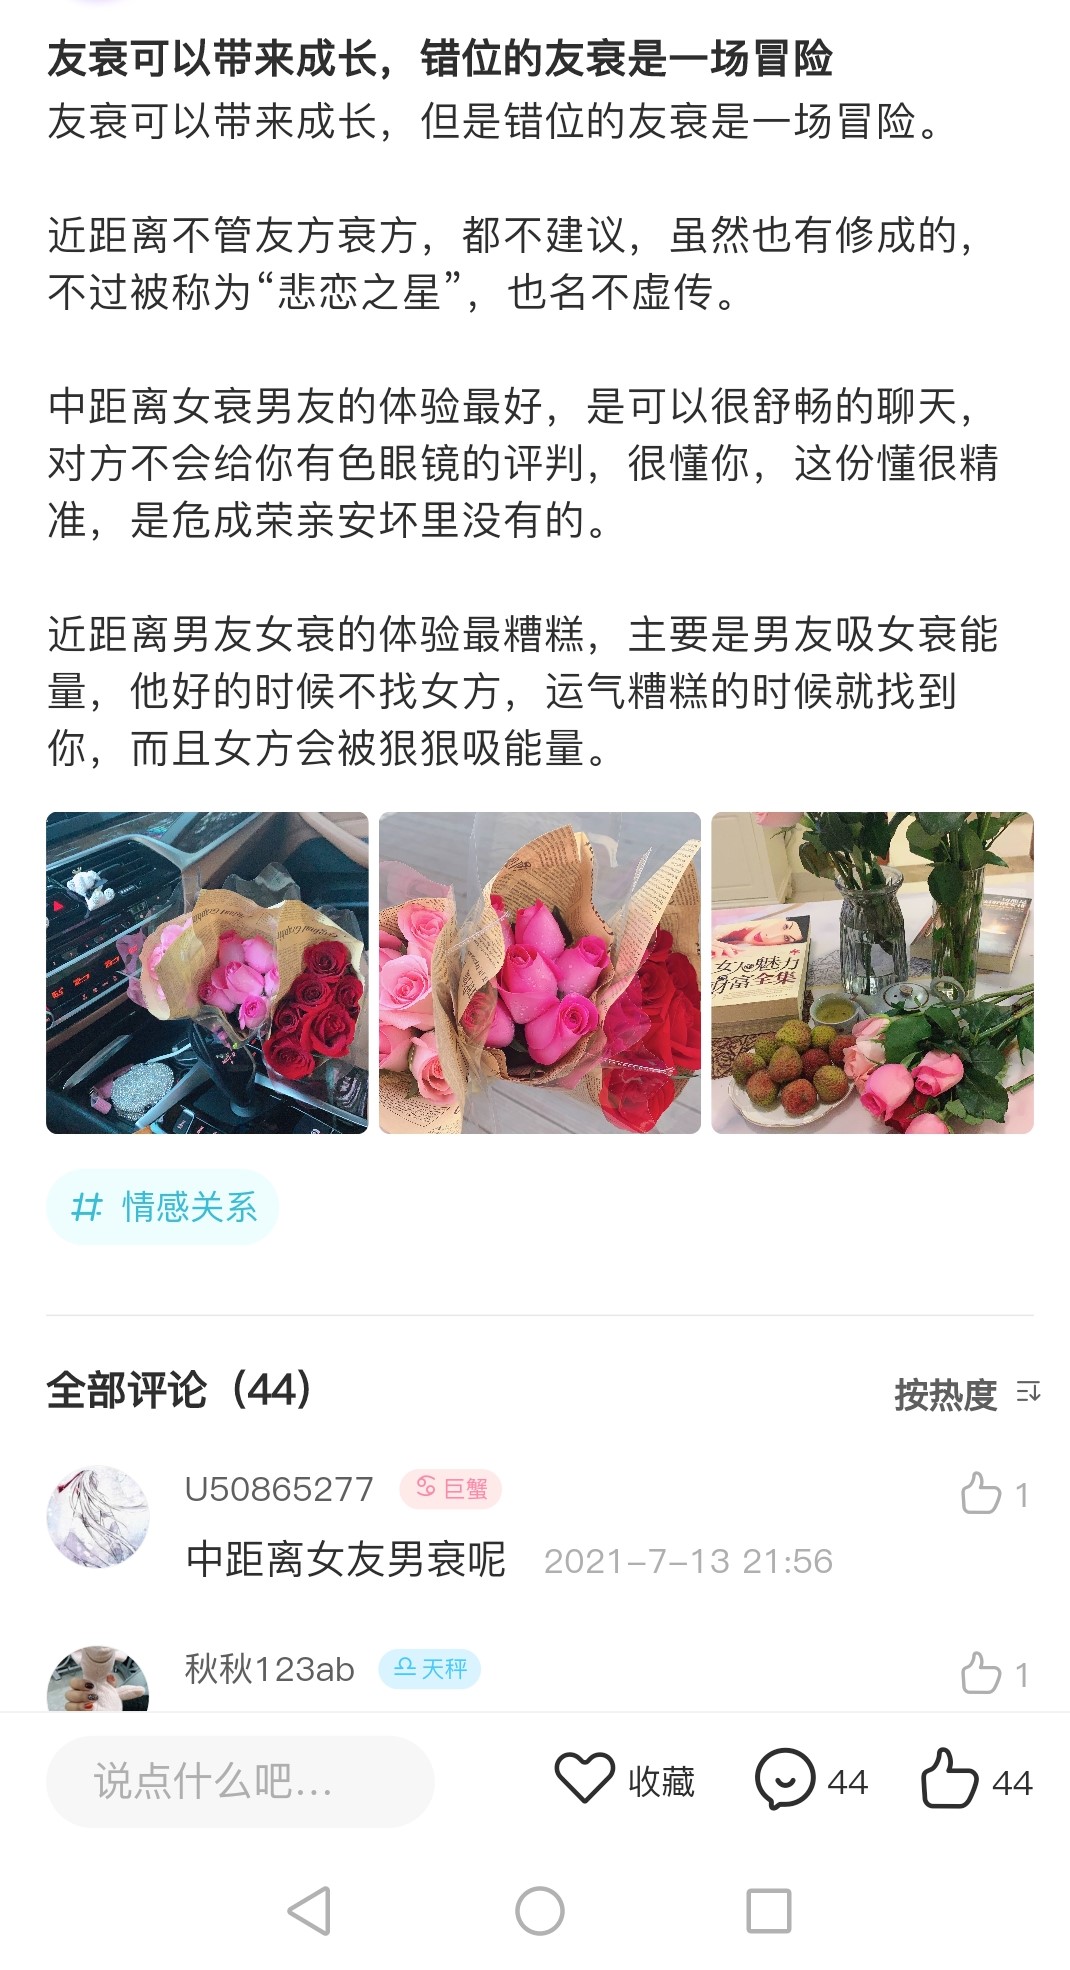 友衰可以带来成长，错位的友衰是一场冒险
友衰可以带来成长，但是错位的友衰是一场冒险。
近距离不管友方衰方，都不建议，虽然也有修成的，
不过被称为“悲恋之星”，也名不虚传。
中距离女衰男友的体验最好，是可以很舒畅的聊天，
对方不会给你有色眼镜的评判，很懂你，这份懂很精
准，是危成荣亲安坏里没有的。
近距离男友女衰的体验最糟糕，主要是男友吸女衰能
量，他好的时候不找女方，运气糟糕的时候就找到
你，而且女方会被狠狠吸能量。
女人的魅力
财富全集
# 情感关系
全部评论（44）
按热度
U50865277 巨蟹 1
中距离女友男衰呢 2021-7-13 21:56
秋秋123ab 天秤 1
说点什么吧... 收藏 44 44